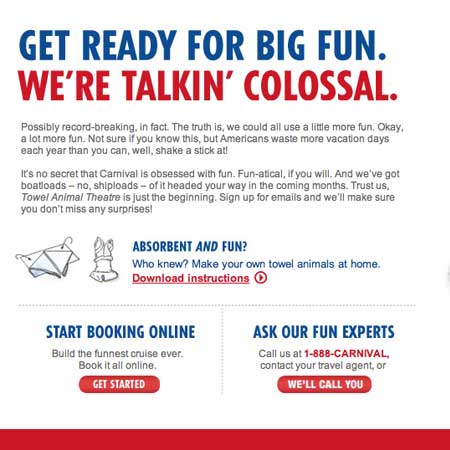 GET READY FOR BIG FUN.
WE'RE TALKIN' COLOSSAL.
Possibly record-breaking, in fact. The truth is, we could all use a little more fun. Okay,
a lot more fun. Not sure if you know this, but Americans waste more vacation days
each year than you can, well, shake a stick at!
It's no secret that Carnival is obsessed with fun. Fun-atical, if you will. And we've got
boatloads – no, shiploads – of it headed your way in the coming months. Trust us,
Towel Animal Theatre is just the beginning. Sign up for emails and we'll make sure
you don't miss any surprises!
ABSORBENT AND FUN?
Who knew? Make your own towel animals at home.
Download instructions
START BOOKING ONLINE
Build the funnest cruise ever.
Book it all online.
GET STARTED
ASK OUR FUN EXPERTS
Call us at 1-888-CARNIVAL,
contact your travel agent, or
WE'LL CALL YOU